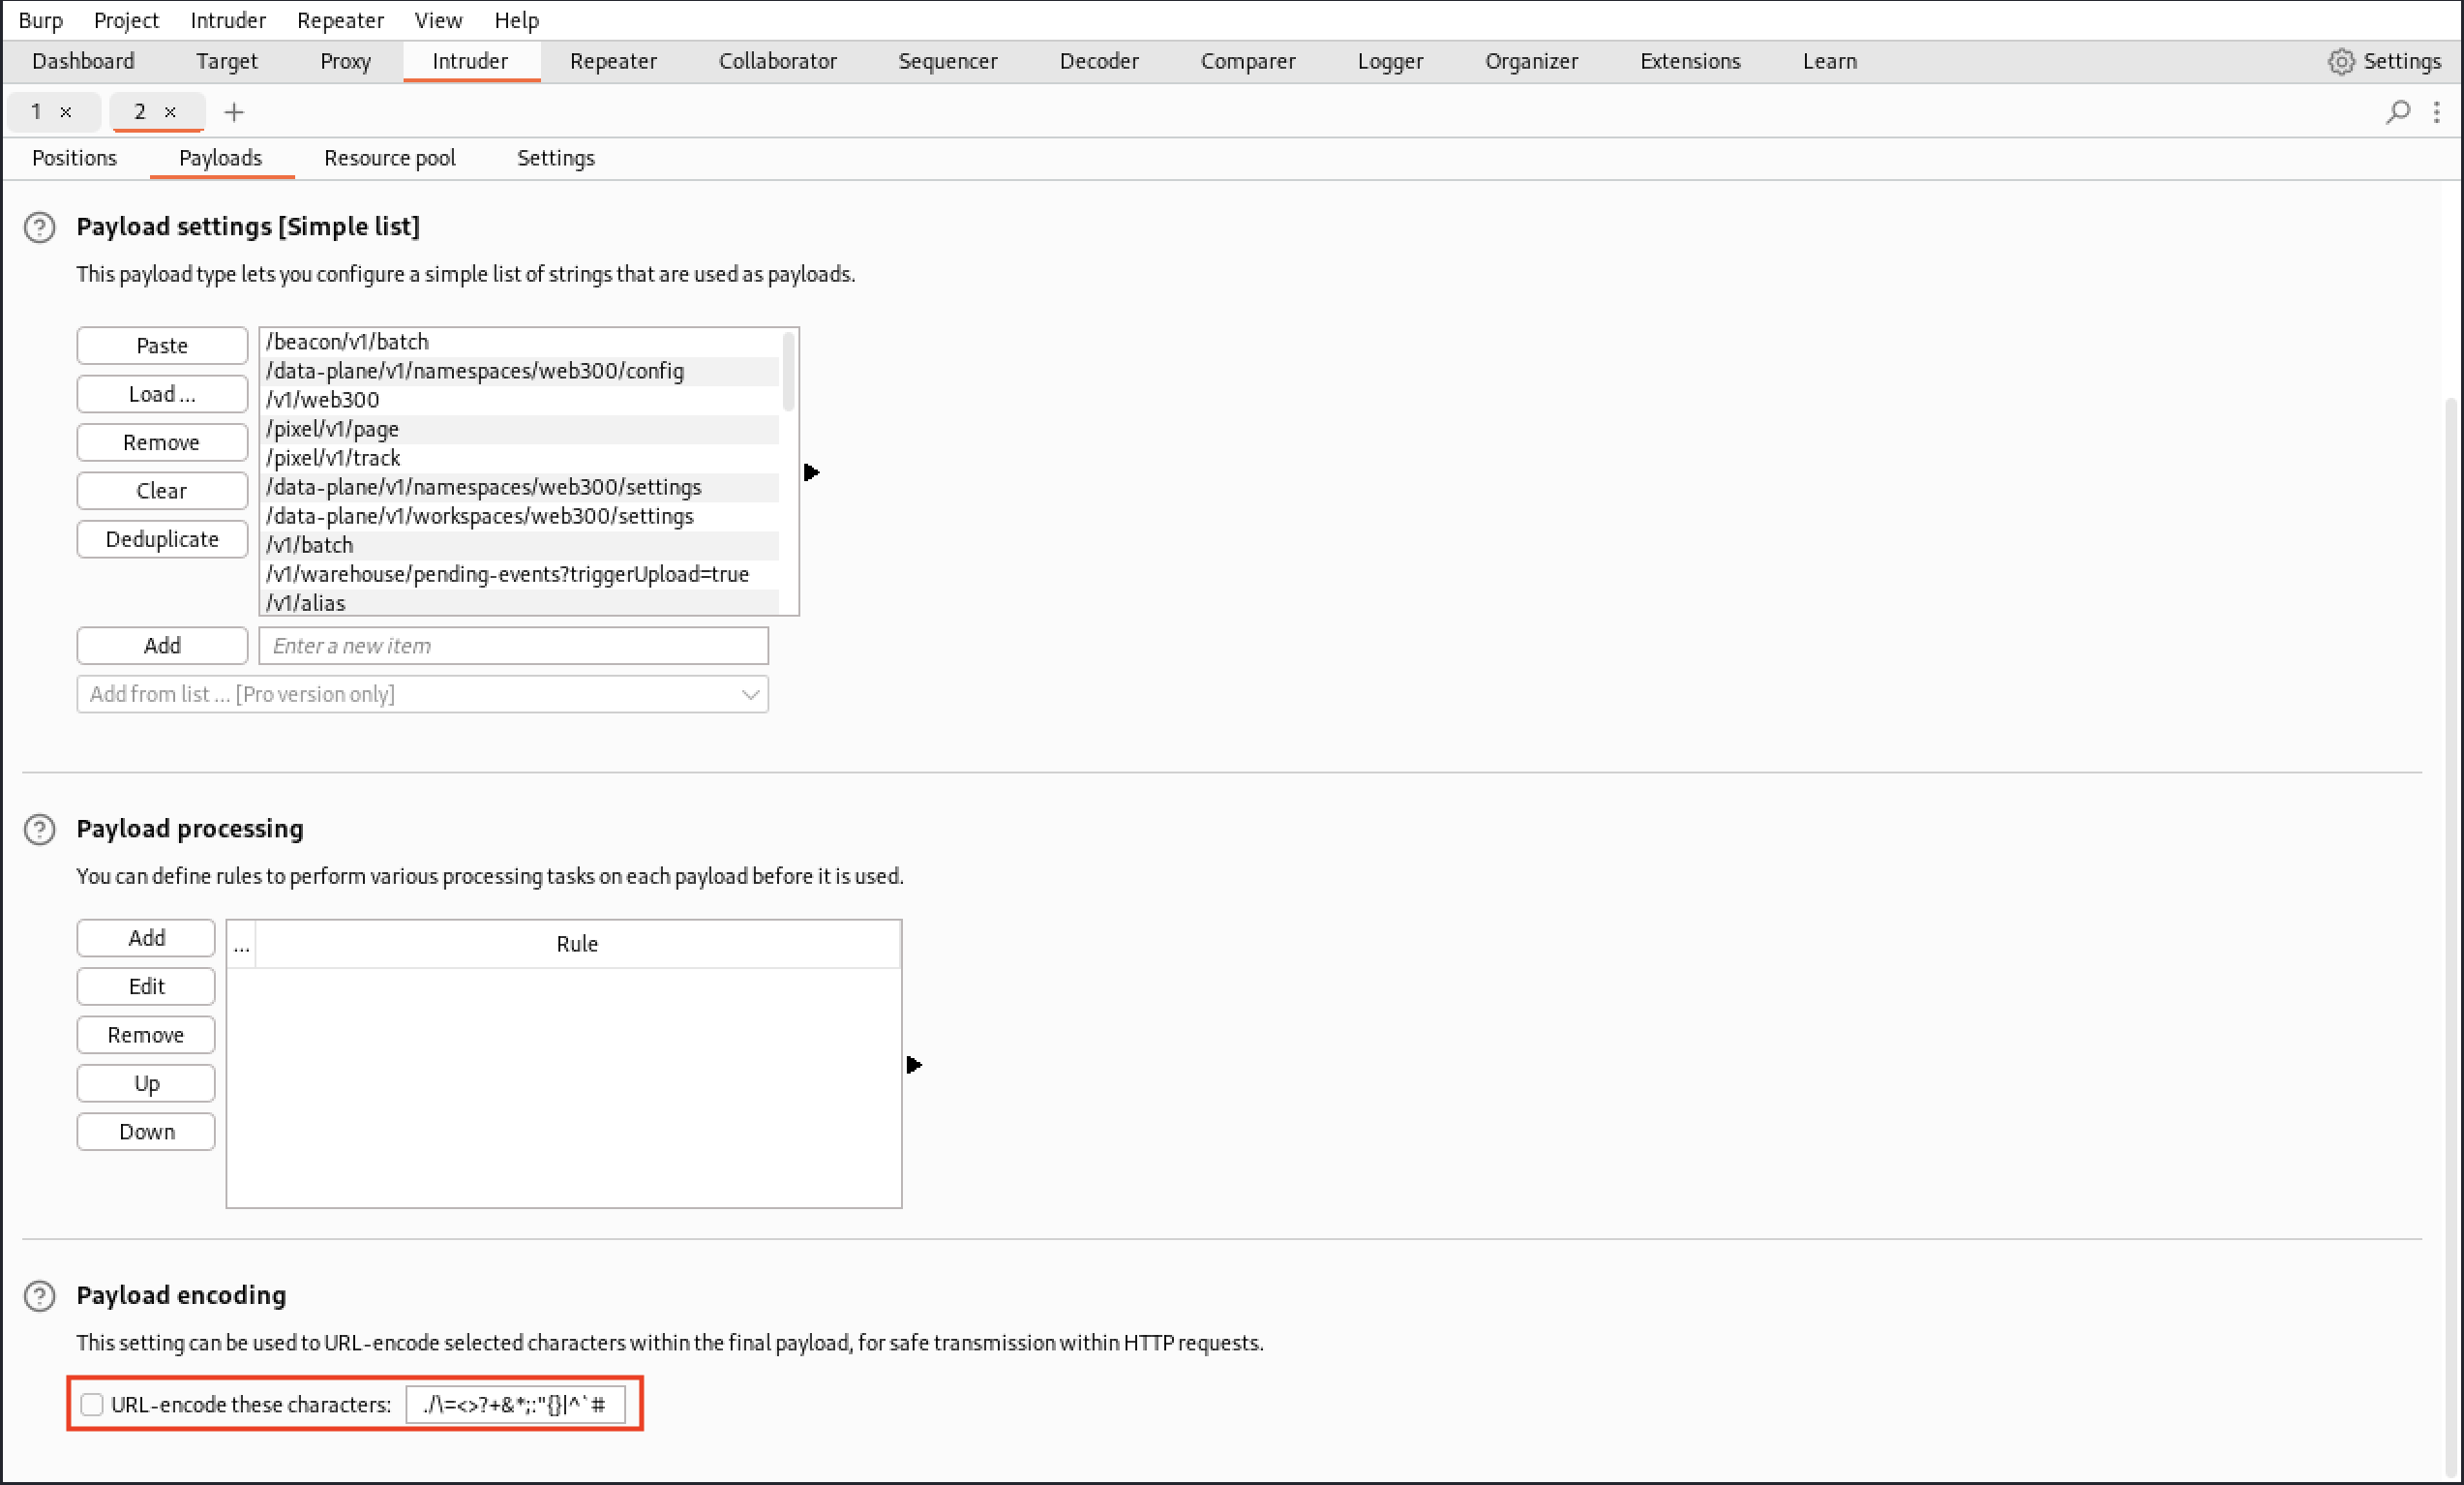 Burp Project Intruder Repeater View Help
Dashboard Target Proxy Intruder Repeater Collaborator Sequencer Decoder Comparer Logger Organizer Extensions Learn Settings
1 × 2 × +
Positions Payloads Resource pool Settings
? Payload settings [Simple list]
This payload type lets you configure a simple list of strings that are used as payloads.
Paste
Load ...
Remove
Clear
Deduplicate
/beacon/v1/batch
/data-plane/v1/namespaces/web300/config
/v1/web300
/pixel/v1/page
/pixel/v1/track
/data-plane/v1/namespaces/web300/settings
/data-plane/v1/workspaces/web300/settings
/v1/batch
/v1/warehouse/pending-events?triggerUpload=true
/v1/alias
Add Enter a new item
Add from list ... [Pro version only]
? Payload processing
You can define rules to perform various processing tasks on each payload before it is used.
Add
Edit
Remove
Up
Down
... Rule
? Payload encoding
This setting can be used to URL-encode selected characters within the final payload, for safe transmission within HTTP requests.
URL-encode these characters: ./\=<>?+&*;:"{}|^`#